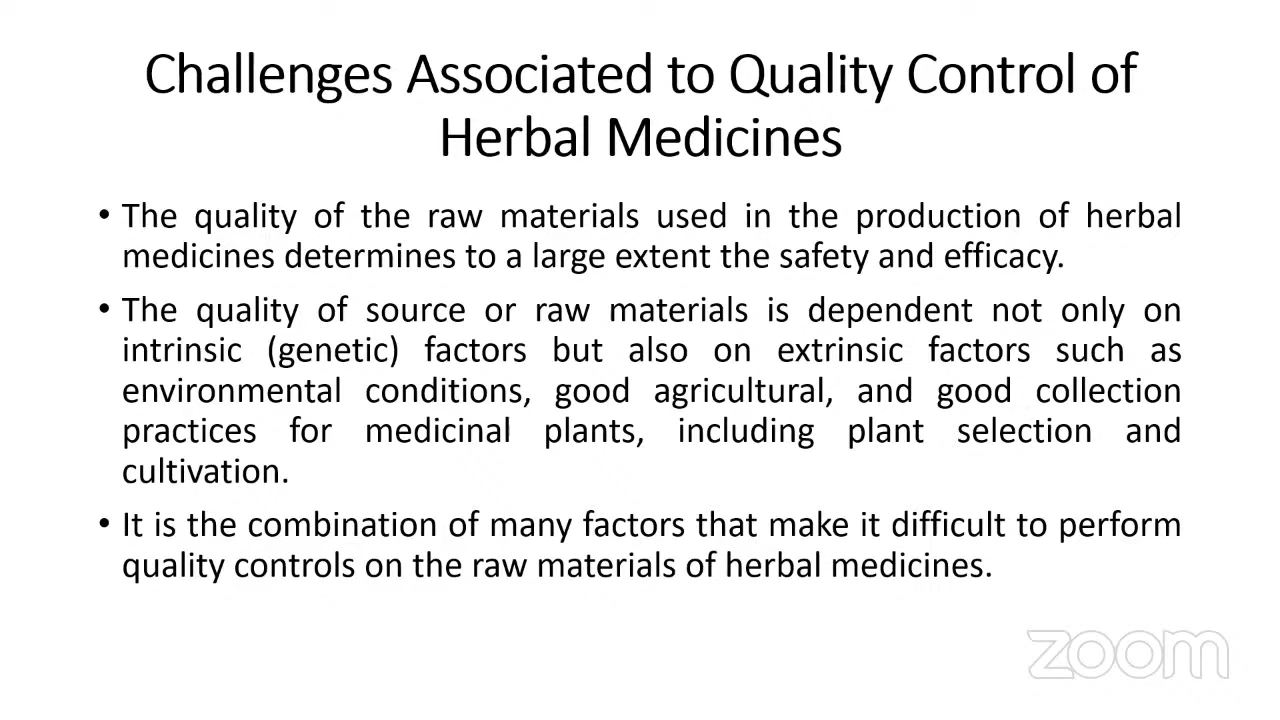 Challenges Associated to Quality Control of
Herbal Medicines
• The quality of the raw materials used in the production of herbal
medicines determines to a large extent the safety and efficacy.
• The quality of source or raw materials is dependent not only on
intrinsic (genetic) factors but also on extrinsic factors such as
environmental conditions, good agricultural, and good collection
practices for medicinal plants, including plant selection and
cultivation.
• It is the combination of many factors that make it difficult to perform
quality controls on the raw materials of herbal medicines.
zoom